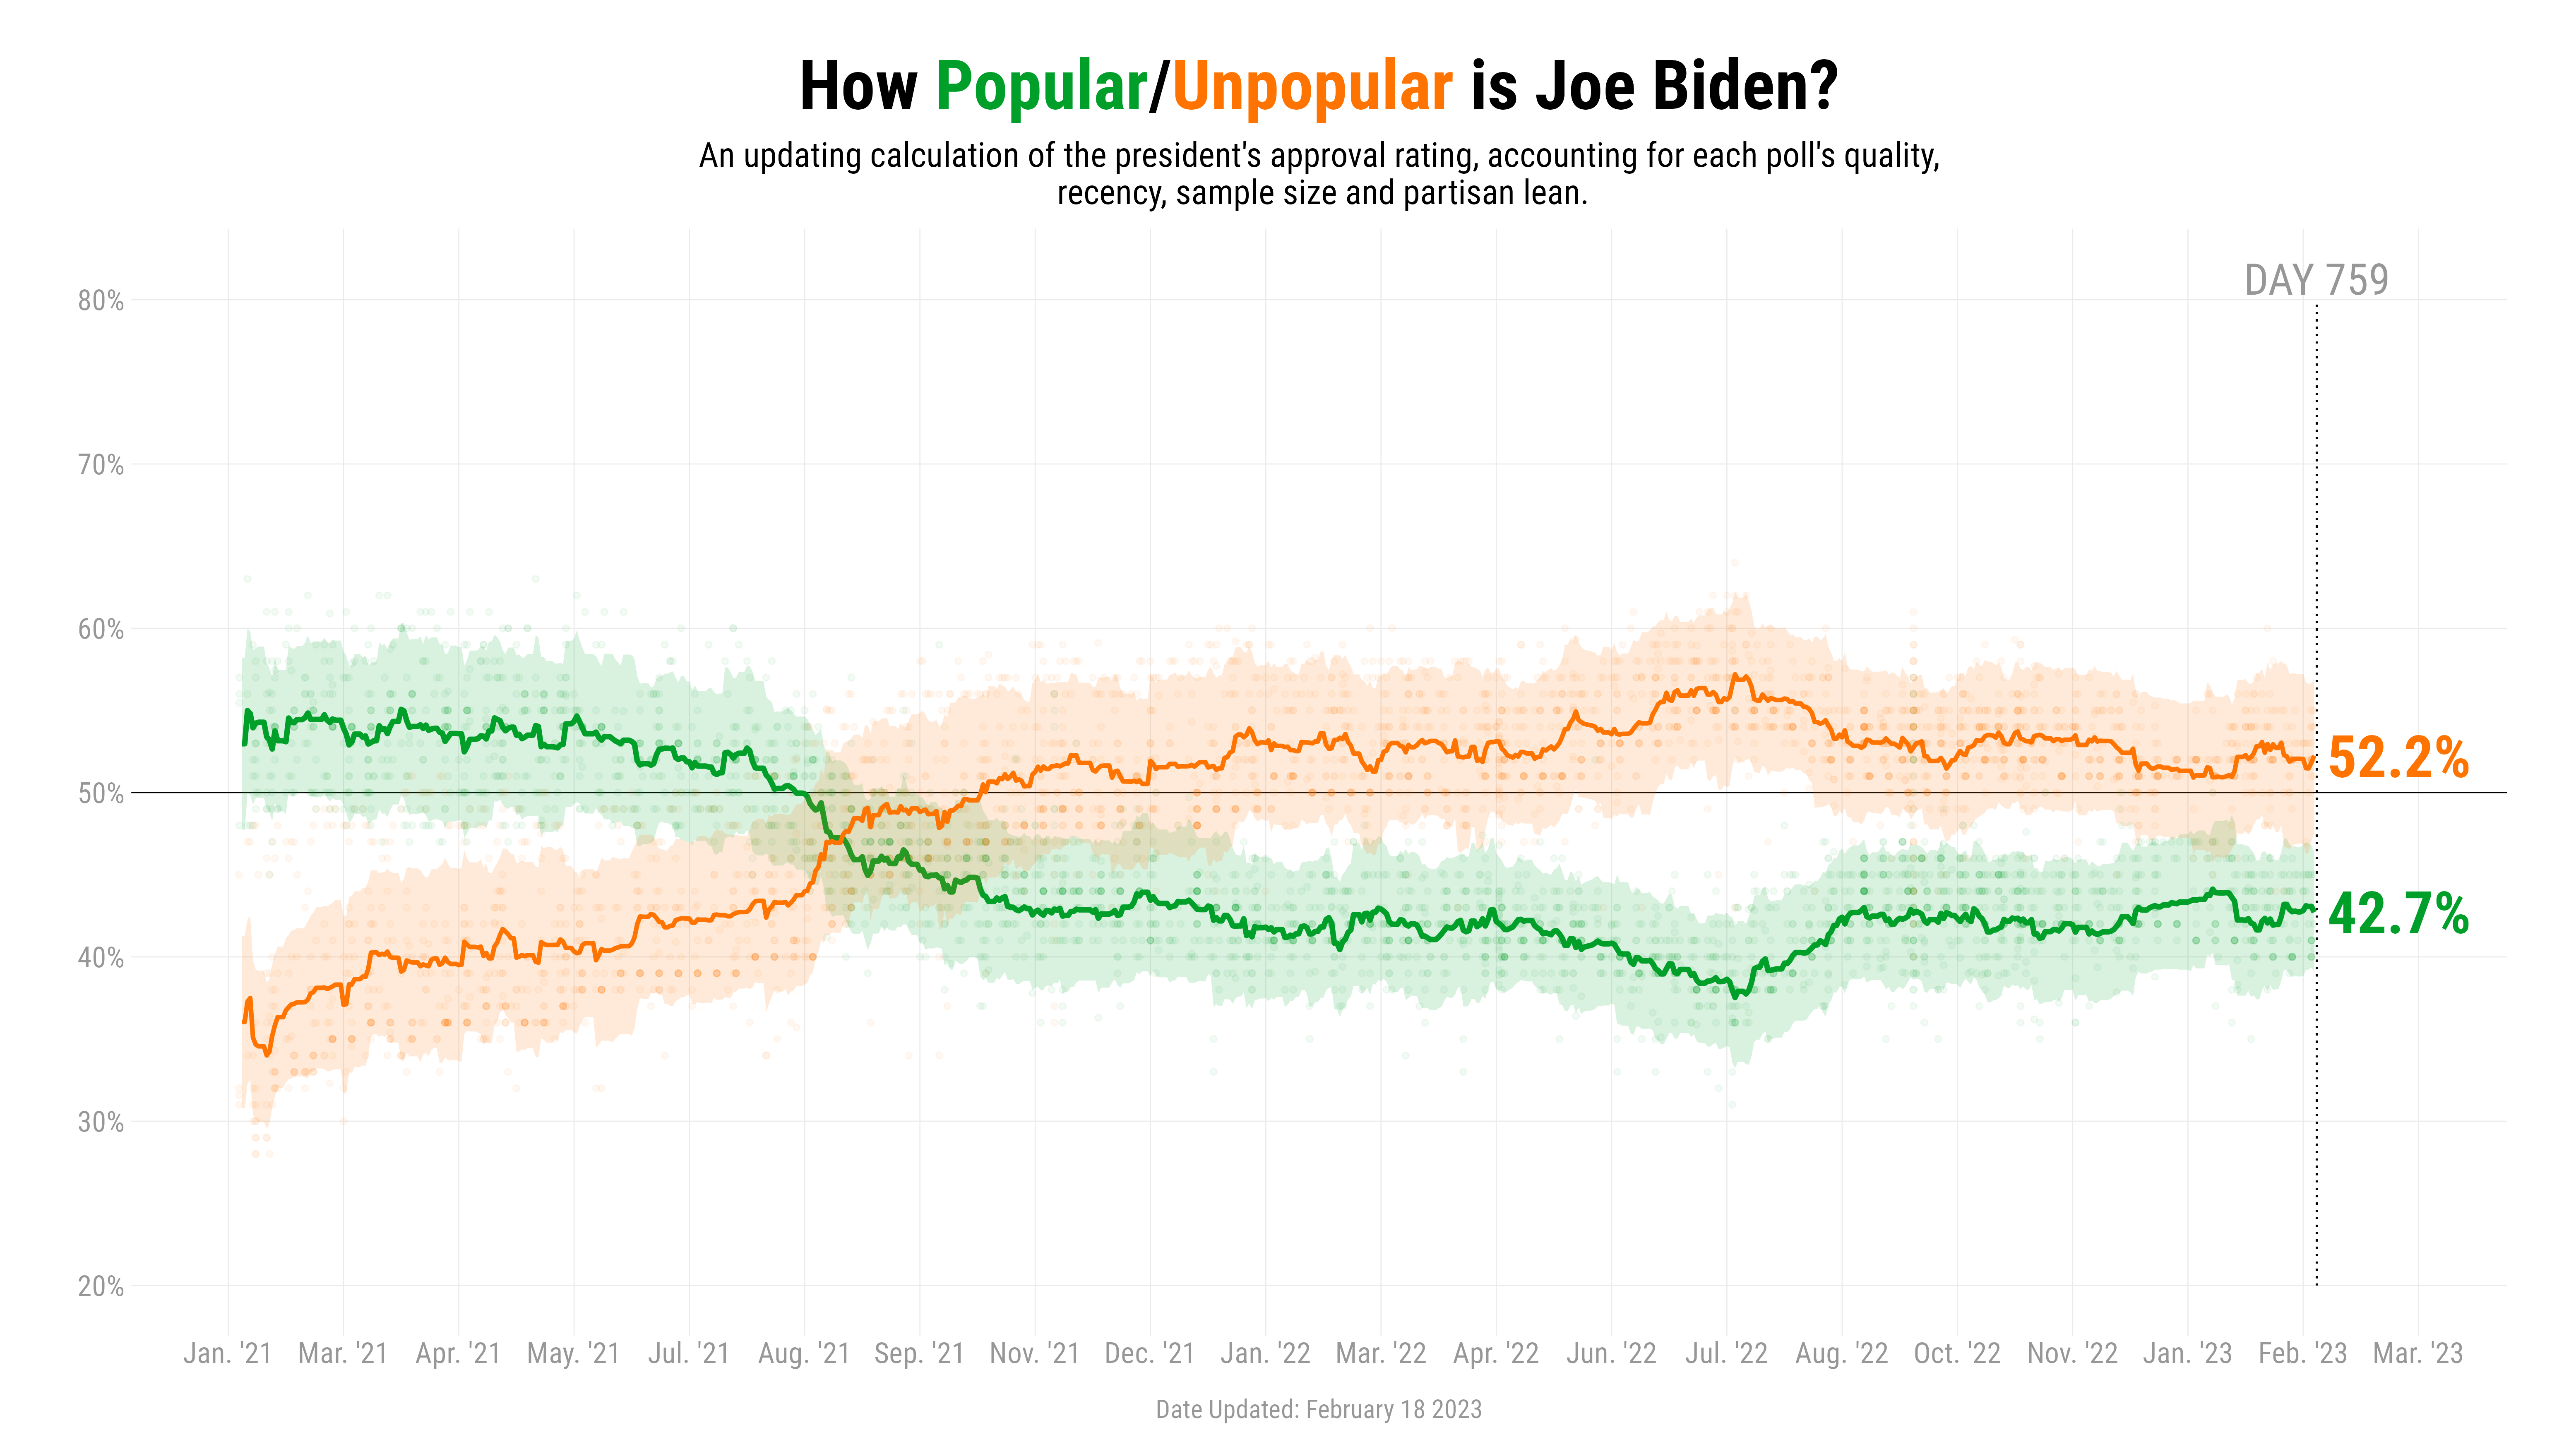 How Popular/Unpopular is Joe Biden?
An updating calculation of the president's approval rating, accounting for each poll's quality,
recency, sample size and partisan lean.
DAY 759
80%
70%
60%
50%
40%
30%
20%
52.2%
42.7%
Jan. '21 Mar. '21 Apr. '21 May. '21 Jul. '21 Aug. '21 Sep. '21 Nov. '21 Dec. '21 Jan. '22 Mar. '22 Apr. '22 Jun. '22 Jul. '22 Aug. '22 Oct. '22 Nov. '22 Jan. '23 Feb. '23 Mar. '23
Date Updated: February 18 2023